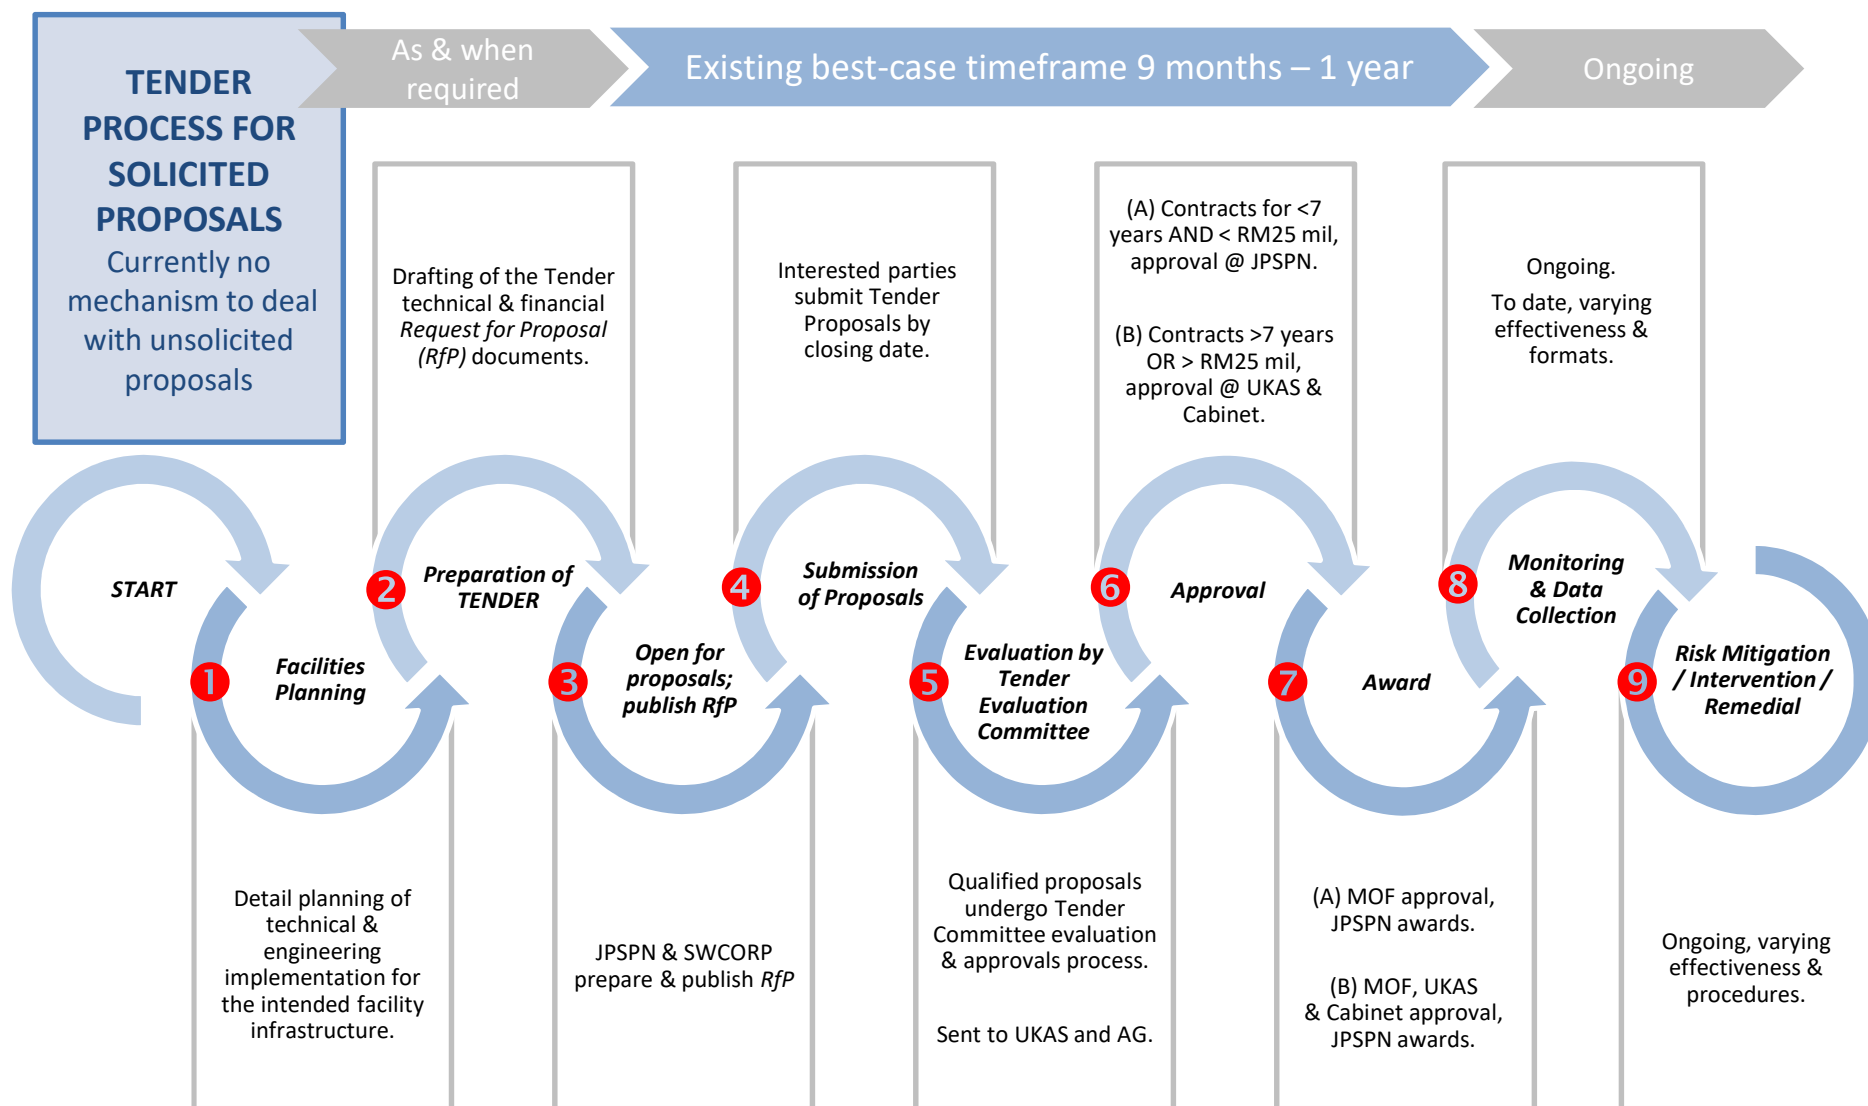 TENDER
PROCESS FOR
SOLICITED
PROPOSALS
Currently no
mechanism to deal
with unsolicited
proposals
As & when
required
Existing best-case timeframe 9 months – 1 year
Ongoing
Drafting of the Tender
technical & financial
Request for Proposal
(RfP) documents.
Interested parties
submit Tender
Proposals by
closing date.
(A) Contracts for <7
years AND < RM25 mil,
approval @ JPSPN.
(B) Contracts >7 years
OR > RM25 mil,
approval @ UKAS &
Cabinet.
Ongoing.
To date, varying
effectiveness &
formats.
START
1
Facilities
Planning
2
Preparation of
TENDER
3
Open for
proposals;
publish RfP
4
Submission
of Proposals
5
Evaluation by
Tender
Evaluation
Committee
6
Approval
7
Award
8
Monitoring
& Data
Collection
9
Risk Mitigation
/ Intervention /
Remedial
Detail planning of
technical &
engineering
implementation for
the intended facility
infrastructure.
JPSPN & SWCORP
prepare & publish RfP
Qualified proposals
undergo Tender
Committee evaluation
& approvals process.
Sent to UKAS and AG.
(A) MOF approval,
JPSPN awards.
(B) MOF, UKAS
& Cabinet approval,
JPSPN awards.
Ongoing, varying
effectiveness &
procedures.